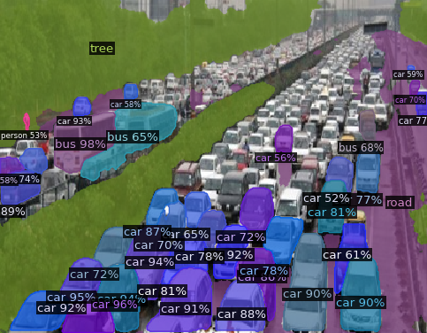 tree
car 59%
car 93%
car 58%
car 70%
person 53%
bus 65%
car 77
bus 98%
bus 68%
car 56%
58%
74%
89%
car 52%
77%
road
car 81%
car 87%
r 65%
car 72%
car 70%
car 94%
car 78%
92%
car 61%
car 72%
car 78%
car 81%
car 90%
car 95%
car 96%
car 90%
car 92%
car 91%
car 88%